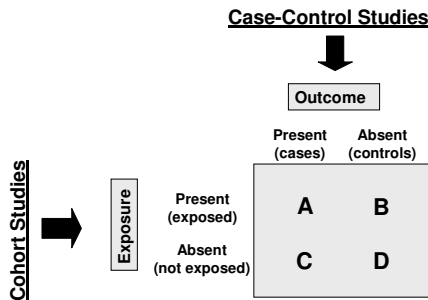 Case-Control Studies
Outcome
Present Absent
(cases) (controls)
Cohort Studies
Exposure
Present
(exposed)
A B
Absent
(not exposed)
C D